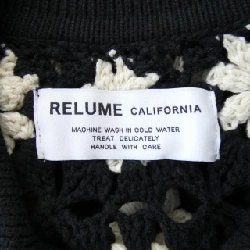 RELUME CALIFORNIA
MACHINE WASH IN COLD WATER
TREAT DELICATELY
HANDLE WITH CARE